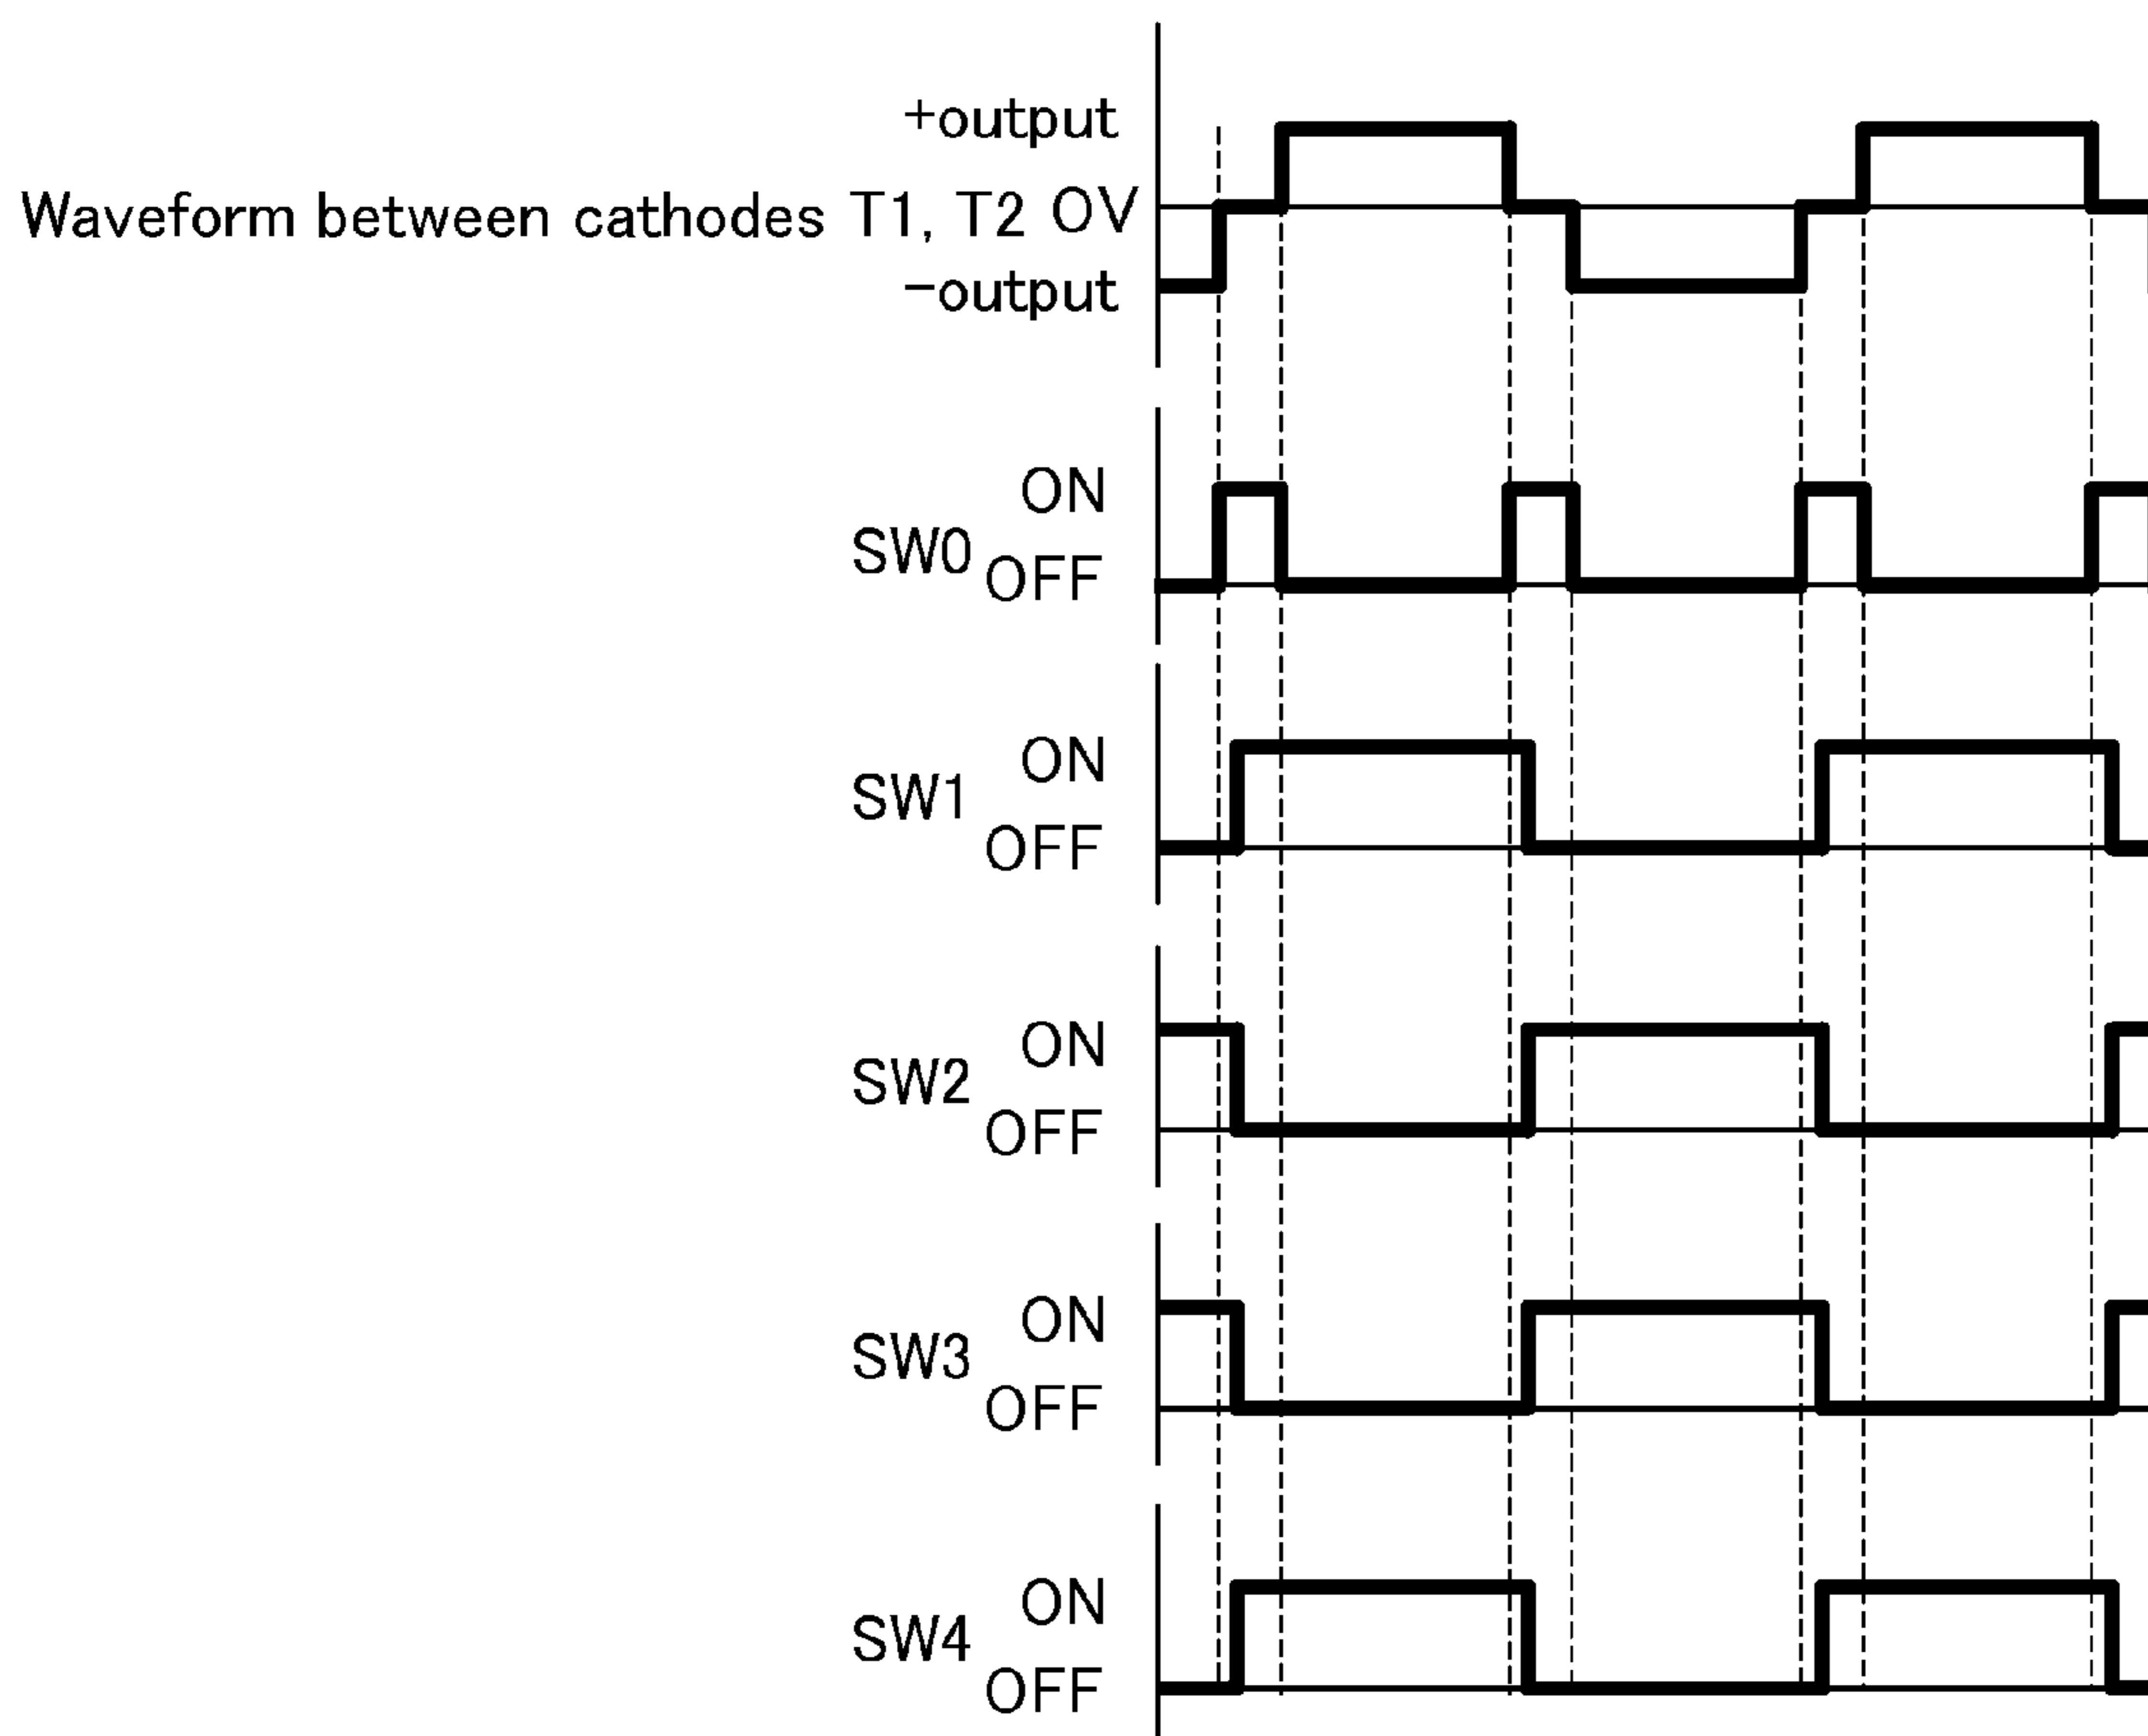 +output
Waveform between cathodes T1, T2 0V
-output
ON
SW0
OFF
ON
SW1
OFF
ON
SW2
OFF
ON
SW3
OFF
ON
SW4
OFF